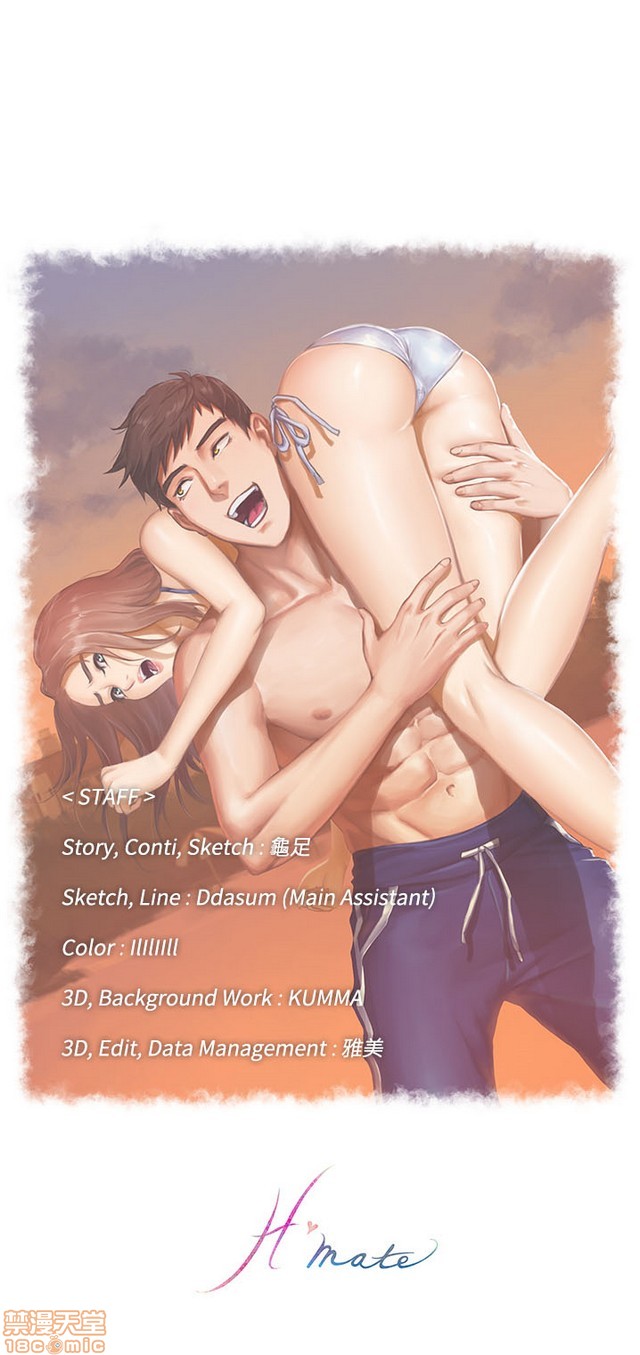 < STAFF >
Story, Conti, Sketch : 龜足
Sketch, Line : Ddasum (Main Assistant)
Color : IlIlIIll
3D, Background Work : KUMMA
3D, Edit, Data Management : 雅美
H·mate
禁漫天堂
18comic